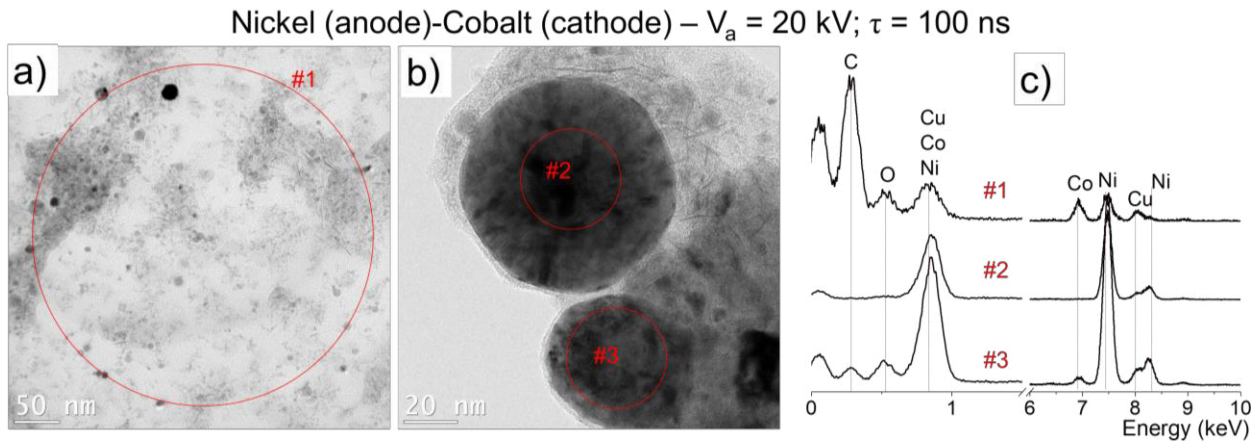 Nickel (anode)-Cobalt (cathode) – Va = 20 kV; τ = 100 ns
a)
#1
50 nm
b)
#2
#3
20 nm
c)
C
O
Cu
Co
Ni
#1
Co
Ni
Cu
Ni
#2
#3
0
1
6
7
8
9
10
Energy (keV)